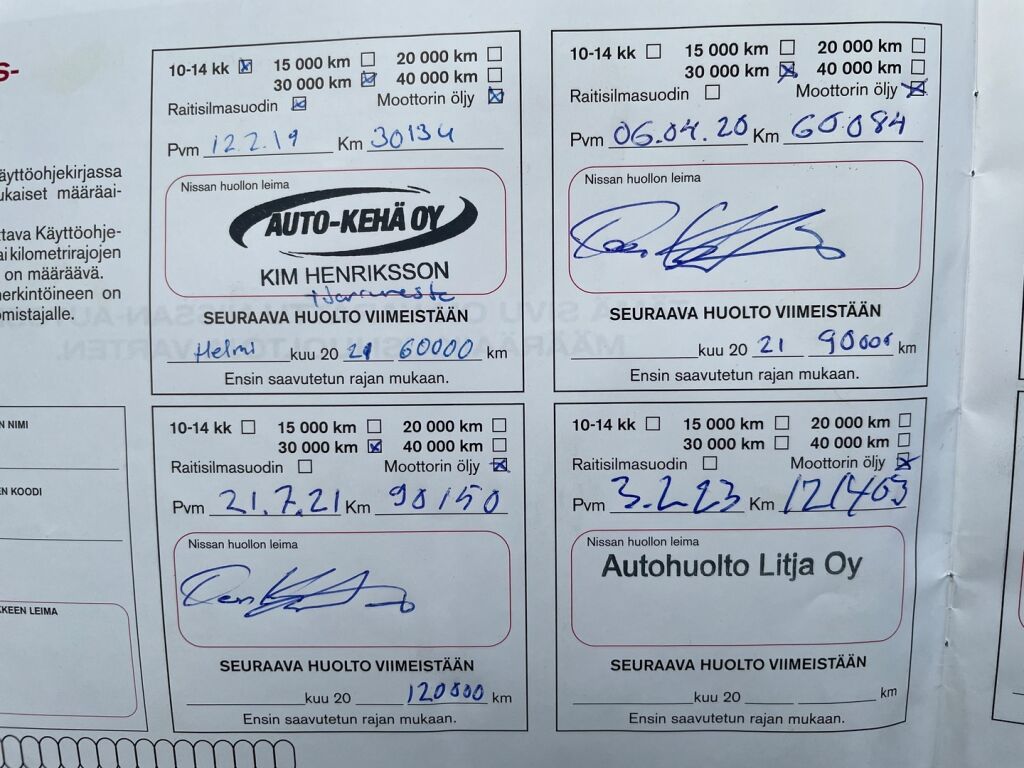 S-
äyttöohjekirjassa
ukaiset määräai-
tava Käyttöohje-
ai kilometrirajojen
on määräävä.
nerkintöineen on
omistajalle.
10-14 kk ☒ 15 000 km ☐ 20 000 km ☐
30 000 km ☒ 40 000 km ☐
Raitisilmasuodin ☒ Moottorin öljy ☒
Pvm 12.2.19 Km 30134
Nissan huollon leima
AUTO-KEHÄ OY
KIM HENRIKSSON
SEURAAVA HUOLTO VIIMEISTÄÄN
Helmi kuu 20 21 60000 km
Ensin saavutetun rajan mukaan.
10-14 kk ☐ 15 000 km ☐ 20 000 km ☐
30 000 km ☒ 40 000 km ☐
Raitisilmasuodin ☐ Moottorin öljy ☒
Pvm 06.04.20 Km 60.084
Nissan huollon leima
SEURAAVA HUOLTO VIIMEISTÄÄN
kuu 20 21 90000 km
Ensin saavutetun rajan mukaan.
N NIMI
EN KOODI
KKEEN LEIMA
10-14 kk ☐ 15 000 km ☐ 20 000 km ☐
30 000 km ☒ 40 000 km ☐
Raitisilmasuodin ☐ Moottorin öljy ☒
Pvm 21.7.21 Km 90150
Nissan huollon leima
SEURAAVA HUOLTO VIIMEISTÄÄN
kuu 20 120000 km
Ensin saavutetun rajan mukaan.
10-14 kk ☐ 15 000 km ☐ 20 000 km ☐
30 000 km ☐ 40 000 km ☐
Raitisilmasuodin ☐ Moottorin öljy ☒
Pvm 3.2.23 Km 121463
Nissan huollon leima
Autohuolto Litja Oy
SEURAAVA HUOLTO VIIMEISTÄÄN
kuu 20 km
Ensin saavutetun rajan mukaan.